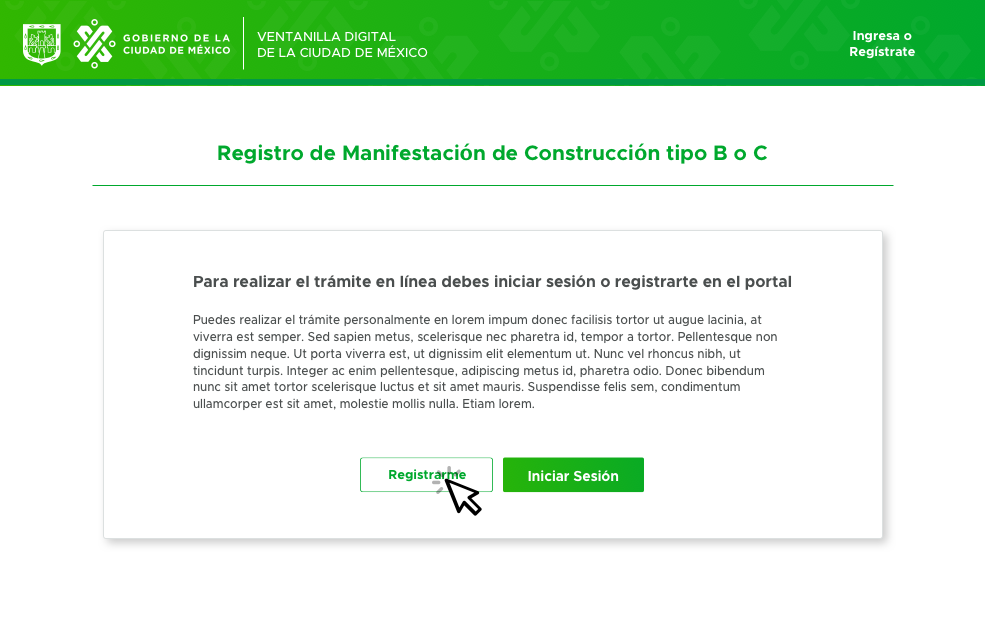 GOBIERNO DE LA
CIUDAD DE MÉXICO
VENTANILLA DIGITAL
DE LA CIUDAD DE MÉXICO
Ingresa o
Regístrate
Registro de Manifestación de Construcción tipo B o C
Para realizar el trámite en línea debes iniciar sesión o registrarte en el portal
Puedes realizar el trámite personalmente en lorem impum donec facilisis tortor ut augue lacinia, at
viverra est semper. Sed sapien metus, scelerisque nec pharetra id, tempor a tortor. Pellentesque non
dignissim neque. Ut porta viverra est, ut dignissim elit elementum ut. Nunc vel rhoncus nibh, ut
tincidunt turpis. Integer ac enim pellentesque, adipiscing metus id, pharetra odio. Donec bibendum
nunc sit amet tortor scelerisque luctus et sit amet mauris. Suspendisse felis sem, condimentum
ullamcorper est sit amet, molestie mollis nulla. Etiam lorem.
Registrarme
Iniciar Sesión